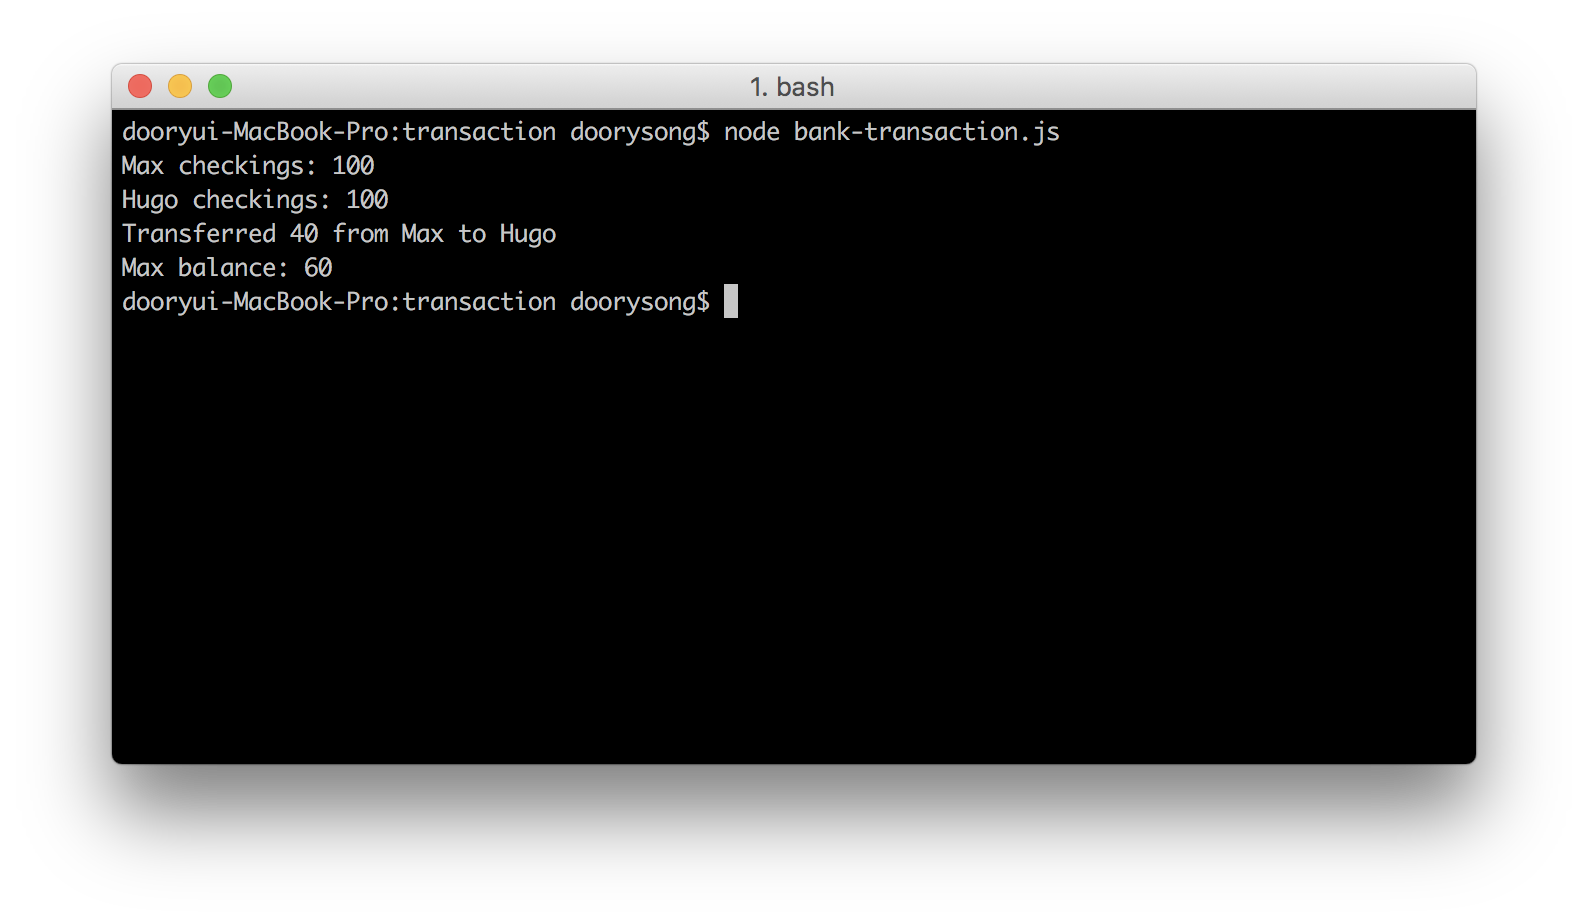 1. bash
dooryui-MacBook-Pro:transaction doorysong$ node bank-transaction.js
Max checkings: 100
Hugo checkings: 100
Transferred 40 from Max to Hugo
Max balance: 60
dooryui-MacBook-Pro:transaction doorysong$